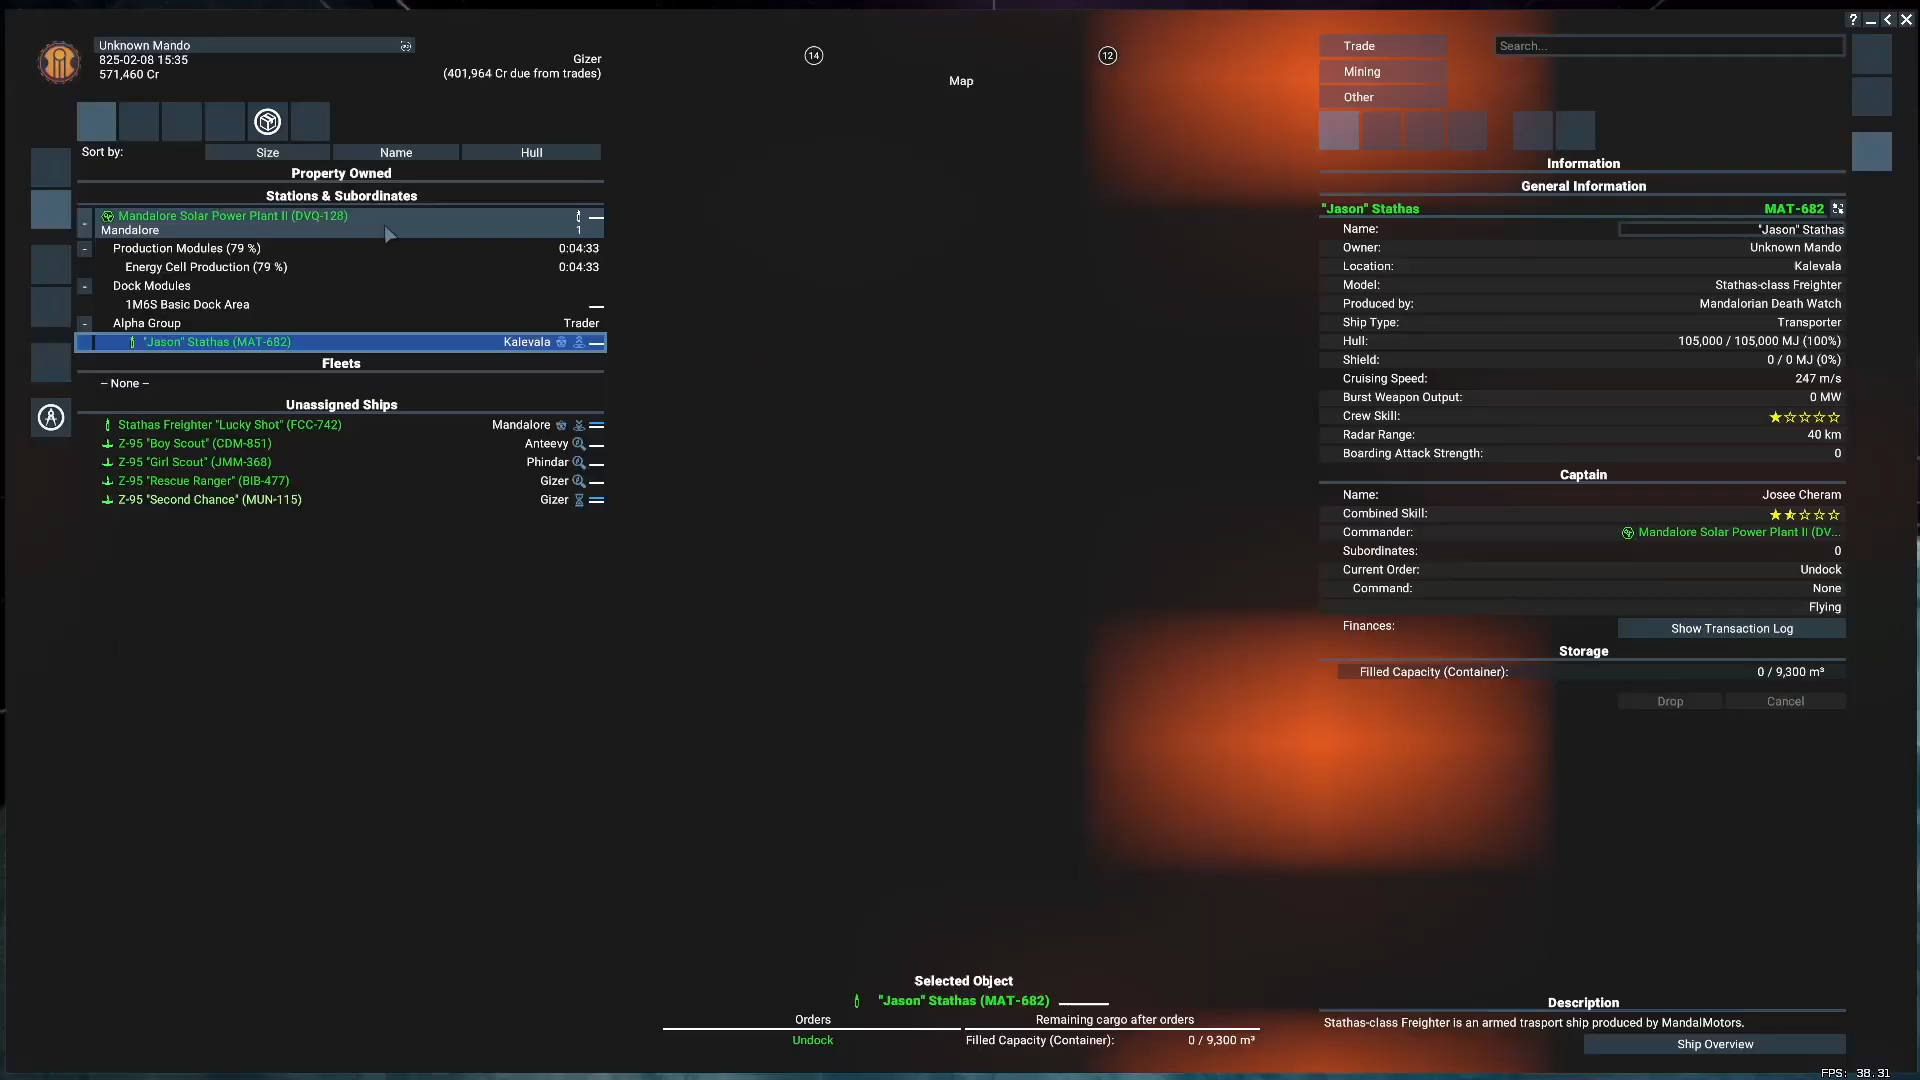 Unknown Mando
825-02-08 15:35
571,460 Cr
Gizer
(401,964 Cr due from trades)
Sort by:
Size
Name
Hull
Property Owned
Stations & Subordinates
Mandalore Solar Power Plant II (DVQ-128)
Mandalore
1
Production Modules (79 %)
0:04:33
Energy Cell Production (79 %)
0:04:33
Dock Modules
1M6S Basic Dock Area
Alpha Group
Trader
"Jason" Stathas (MAT-682)
Kalevala
Fleets
– None –
Unassigned Ships
Stathas Freighter "Lucky Shot" (FCC-742)
Mandalore
Z-95 "Boy Scout" (CDM-851)
Anteevy
Z-95 "Girl Scout" (JMM-368)
Phindar
Z-95 "Rescue Ranger" (BIB-477)
Gizer
Z-95 "Second Chance" (MUN-115)
Gizer
14
12
Map
Selected Object
"Jason" Stathas (MAT-682)
Orders
Remaining cargo after orders
Undock
Filled Capacity (Container):
0 / 9,300 m³
? _ < X
Trade
Mining
Other
Search...
Information
General Information
"Jason" Stathas
MAT-682
Name:
"Jason" Stathas
Owner:
Unknown Mando
Location:
Kalevala
Model:
Stathas-class Freighter
Produced by:
Mandalorian Death Watch
Ship Type:
Transporter
Hull:
105,000 / 105,000 MJ (100%)
Shield:
0 / 0 MJ (0%)
Cruising Speed:
247 m/s
Burst Weapon Output:
0 MW
Crew Skill:
Radar Range:
40 km
Boarding Attack Strength:
0
Captain
Name:
Josee Cheram
Combined Skill:
Commander:
Mandalore Solar Power Plant II (DV...
Subordinates:
0
Current Order:
Undock
Command:
None
Flying
Finances:
Show Transaction Log
Storage
Filled Capacity (Container):
0 / 9,300 m³
Drop
Cancel
Description
Stathas-class Freighter is an armed trasport ship produced by MandalMotors.
Ship Overview
FPS: 38.31